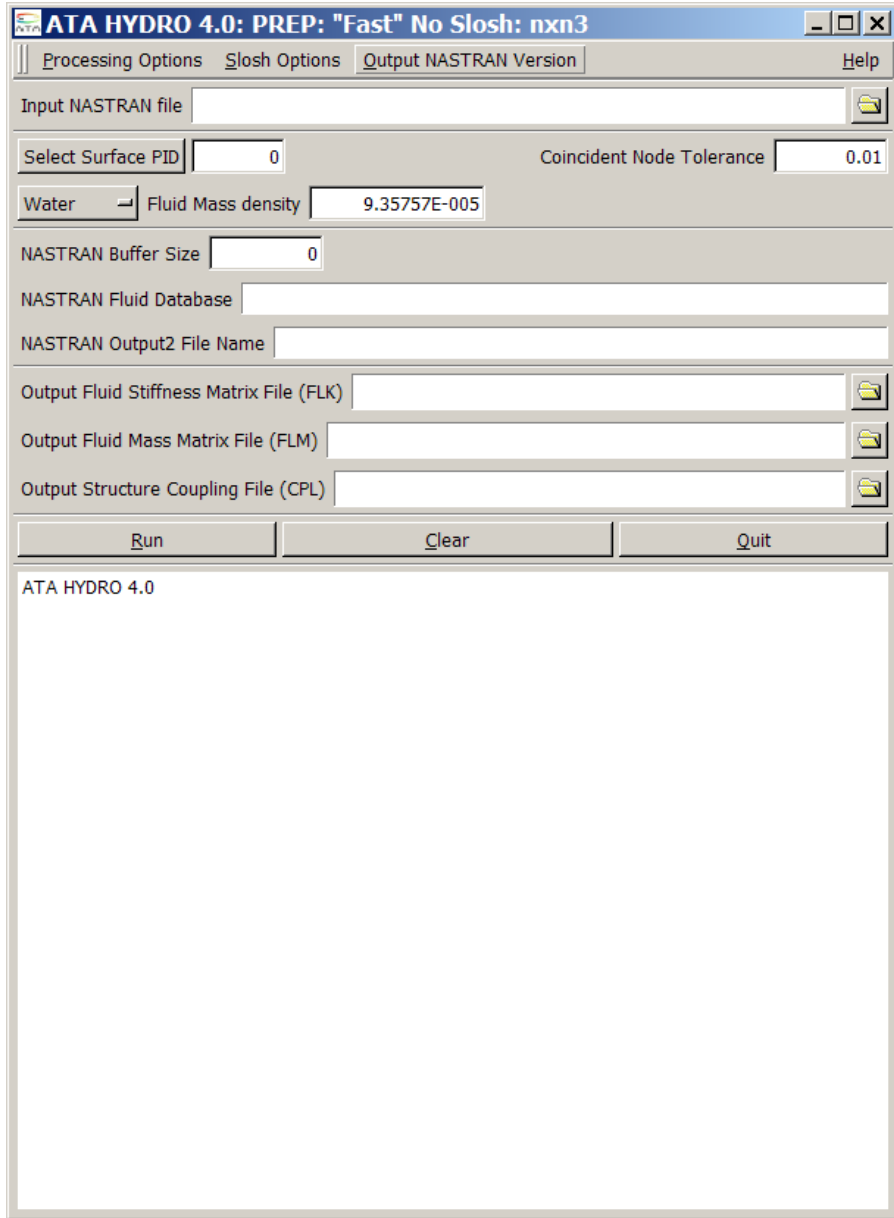 ATA ATA HYDRO 4.0: PREP: "Fast" No Slosh: nxn3
Processing Options Slosh Options Output NASTRAN Version Help
Input NASTRAN file
Select Surface PID 0 Coincident Node Tolerance 0.01
Water Fluid Mass density 9.35757E-005
NASTRAN Buffer Size 0
NASTRAN Fluid Database
NASTRAN Output2 File Name
Output Fluid Stiffness Matrix File (FLK)
Output Fluid Mass Matrix File (FLM)
Output Structure Coupling File (CPL)
Run Clear Quit
ATA HYDRO 4.0